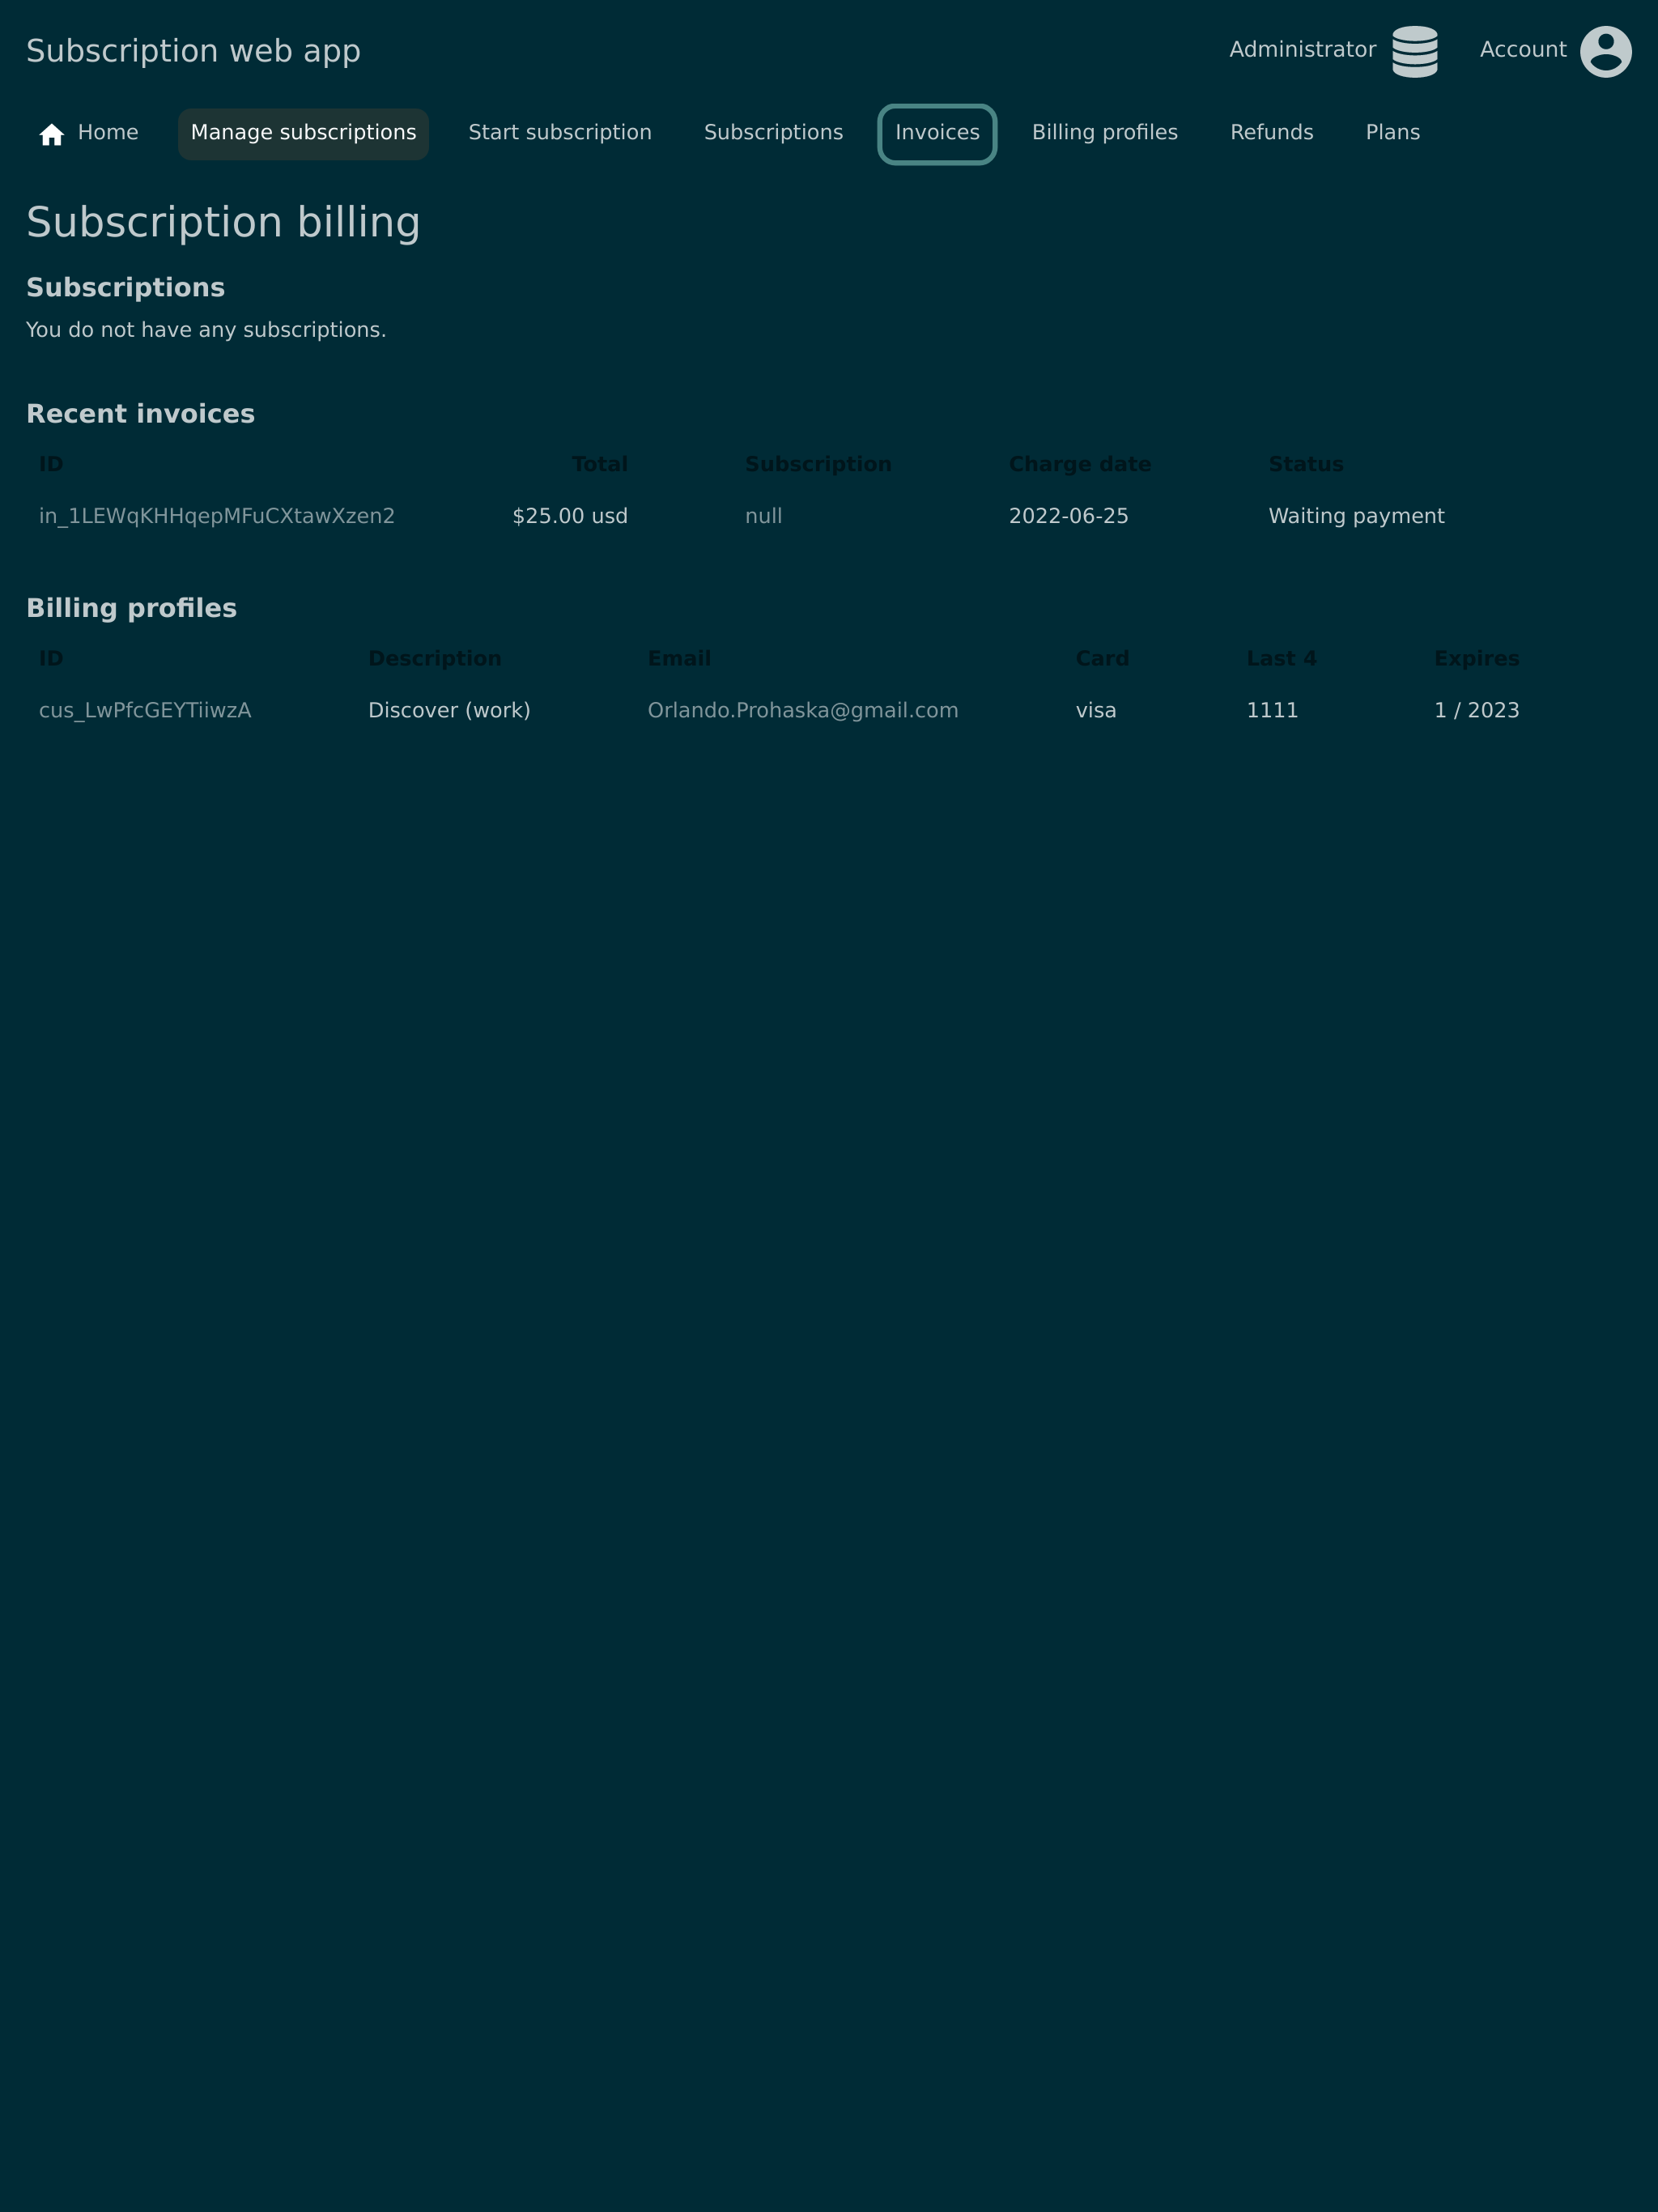 Subscription web app
Administrator Account
Home Manage subscriptions Start subscription Subscriptions Invoices Billing profiles Refunds Plans
Subscription billing
Subscriptions
You do not have any subscriptions.
Recent invoices
ID Total Subscription Charge date Status
in_1LEWqKHHqepMFuCXtawXzen2 $25.00 usd null 2022-06-25 Waiting payment
Billing profiles
ID Description Email Card Last 4 Expires
cus_LwPfcGEYTiiwzA Discover (work) Orlando.Prohaska@gmail.com visa 1111 1 / 2023